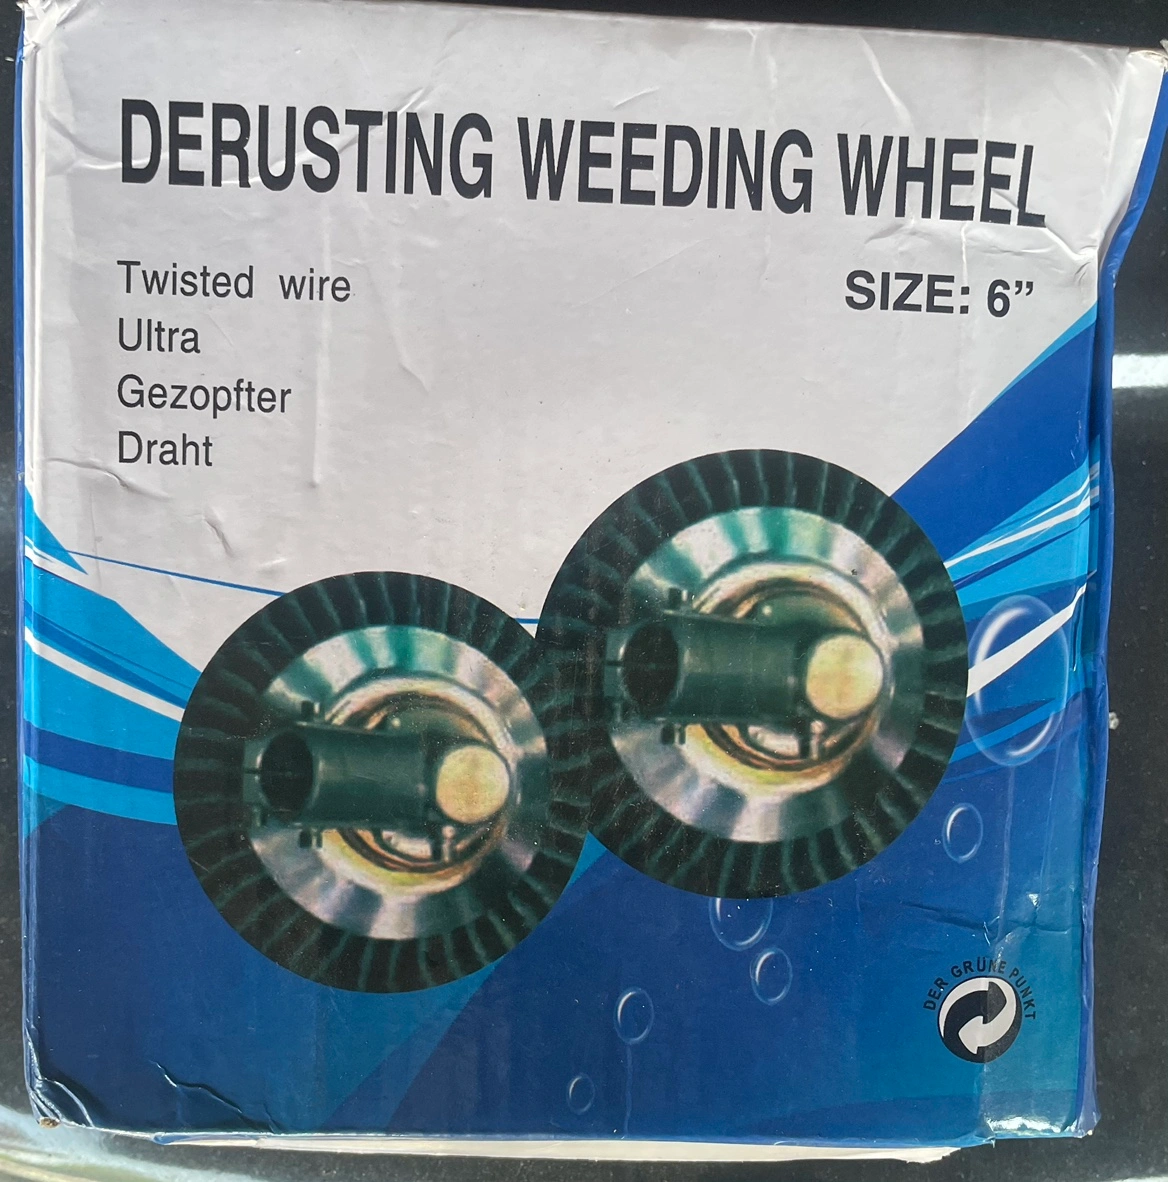 DERUSTING WEEDING WHEEL
Twisted wire
SIZE: 6”
Ultra
Gezopfter
Draht
DER GRÜNE PUNKT